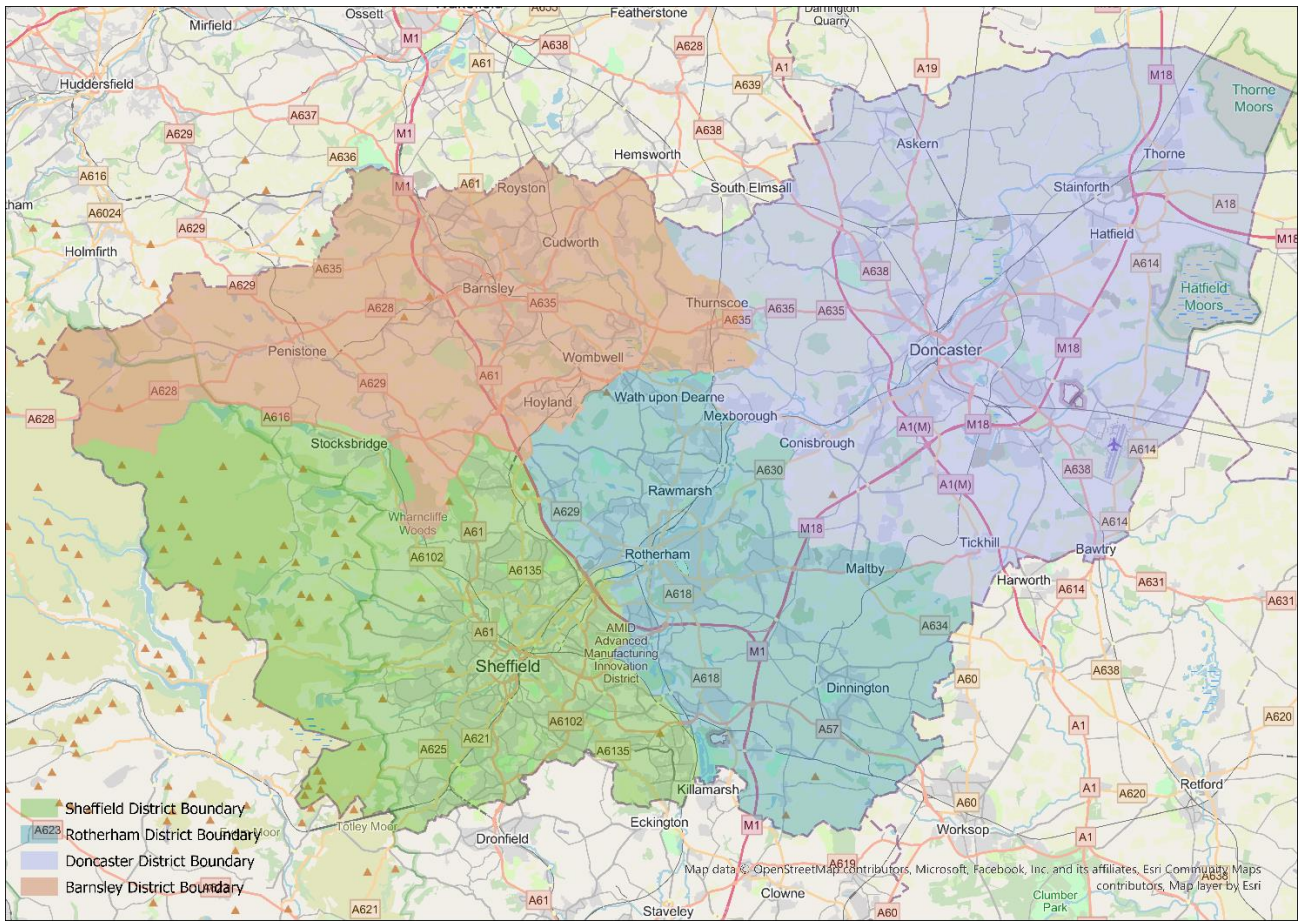 Ossett
Featherstone
Darrington
Quarry
Mirfield
M1
A638
A628
A61
A1
A19
M18
Huddersfield
A639
Thorne
Moors
A637
A629
M1
A638
Askern
A636
Hemsworth
Thorne
A616
M1
A61
Royston
South Elmsall
Stainforth
A18
A6024
A629
Hatfield
M18
Holmfirth
Cudworth
A635
A638
A614
A629
Barnsley
Hatfield
Moors
A628
A635
Thurnscoe
A635
A635
A635
Penistone
Wombwell
Doncaster
M18
A628
A629
A61
A628
A616
Hoyland
Wath upon Dearne
Mexborough
Stocksbridge
Conisbrough
A1(M)
M18
A614
A630
A638
Rawmarsh
A1(M)
Wharncliffe
Woods
A629
A61
M18
A614
A6102
A6135
Rotherham
Maltby
Tickhill
Bawtry
Harworth
A614
A631
A631
A618
A61
AMID
Advanced
Manufacturing
Innovation
District
A634
Sheffield
M1
A638
A618
A60
Dinnington
A6102
A57
A1
A620
A625
A621
A6135
Killamarsh
Retford
A1
A620
Sheffield District Boundary
A623
Rotherham District Boundary
Totley Moor
Eckington
M1
A60
Dronfield
Worksop
A1
Doncaster District Boundary
Map data © OpenStreetMap contributors, Microsoft, Facebook, Inc. and its affiliates, Esri Community Maps
contributors, Map layer by Esri
A619
A638
Barnsley District Boundary
Clowne
Clumber
Park
A621
A61
Staveley
A60